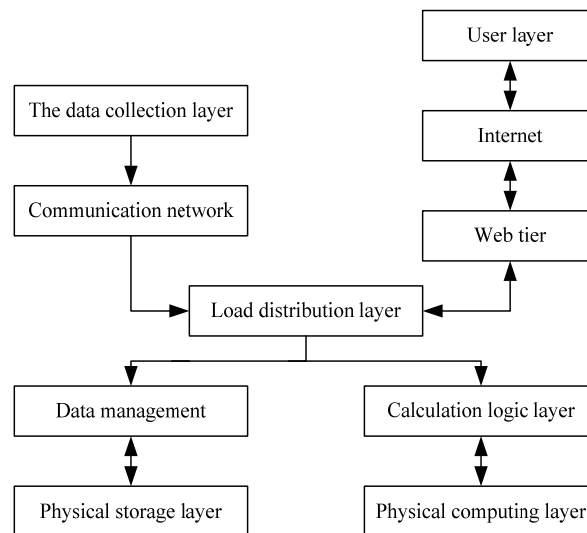 User layer
The data collection layer
Internet
Communication network
Web tier
Load distribution layer
Data management
Calculation logic layer
Physical storage layer
Physical computing layer